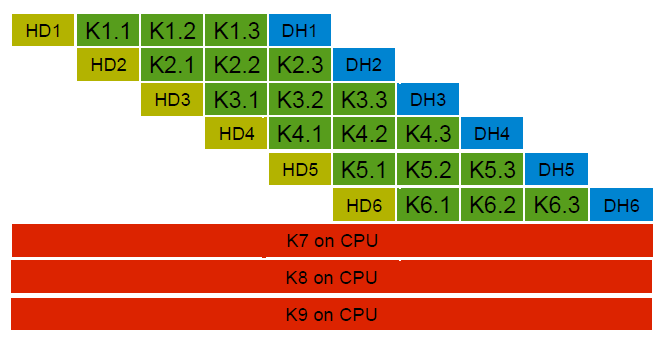 HD1 K1.1 K1.2 K1.3 DH1
HD2 K2.1 K2.2 K2.3 DH2
HD3 K3.1 K3.2 K3.3 DH3
HD4 K4.1 K4.2 K4.3 DH4
HD5 K5.1 K5.2 K5.3 DH5
HD6 K6.1 K6.2 K6.3 DH6
K7 on CPU
K8 on CPU
K9 on CPU